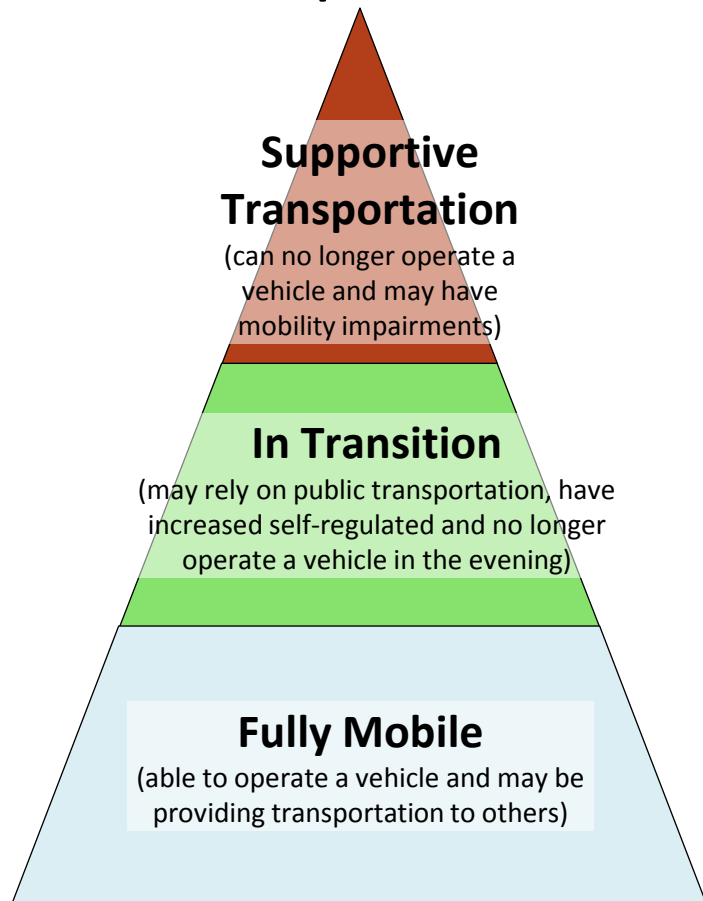 Supportive
Transportation
(can no longer operate a
vehicle and may have
mobility impairments)
In Transition
(may rely on public transportation, have
increased self-regulated and no longer
operate a vehicle in the evening)
Fully Mobile
(able to operate a vehicle and may be
providing transportation to others)